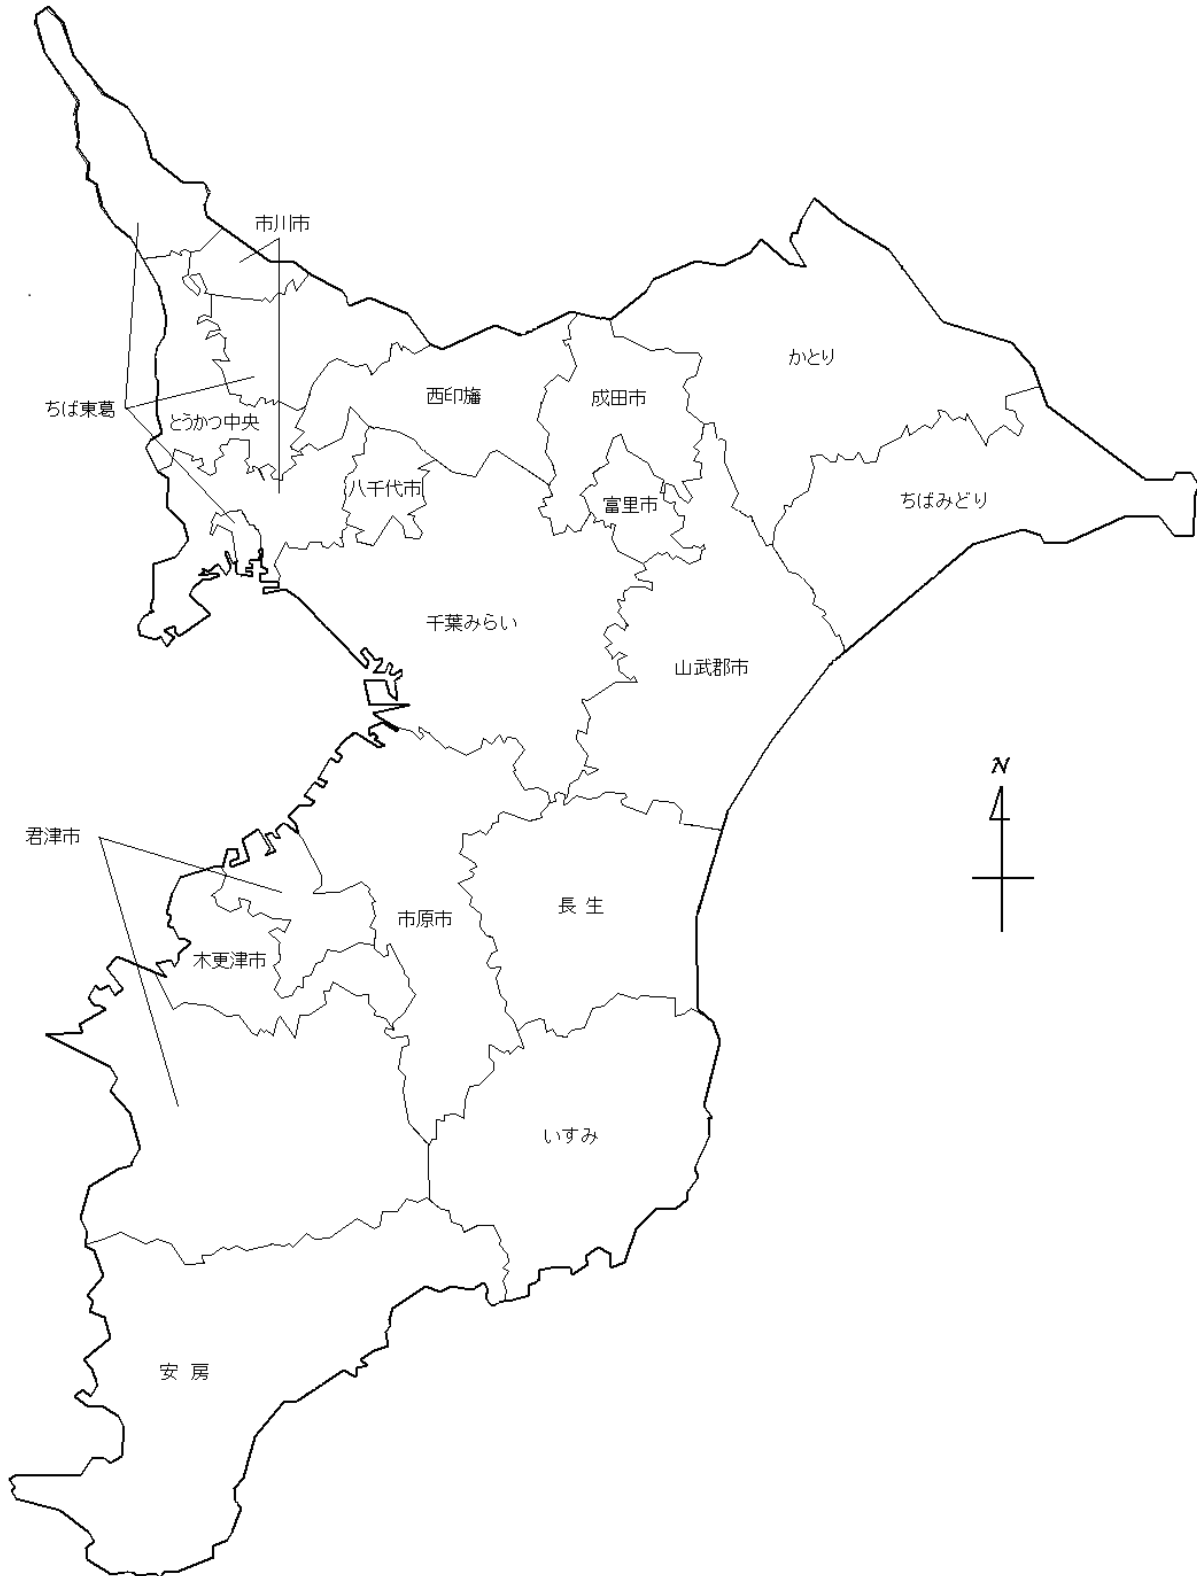 市川市
かとり
西印旛
成田市
ちば東葛
とうかつ中央
八千代市
富里市
ちばみどり
千葉みらい
山武郡市
N
君津市
長 生
市原市
木更津市
いすみ
安 房